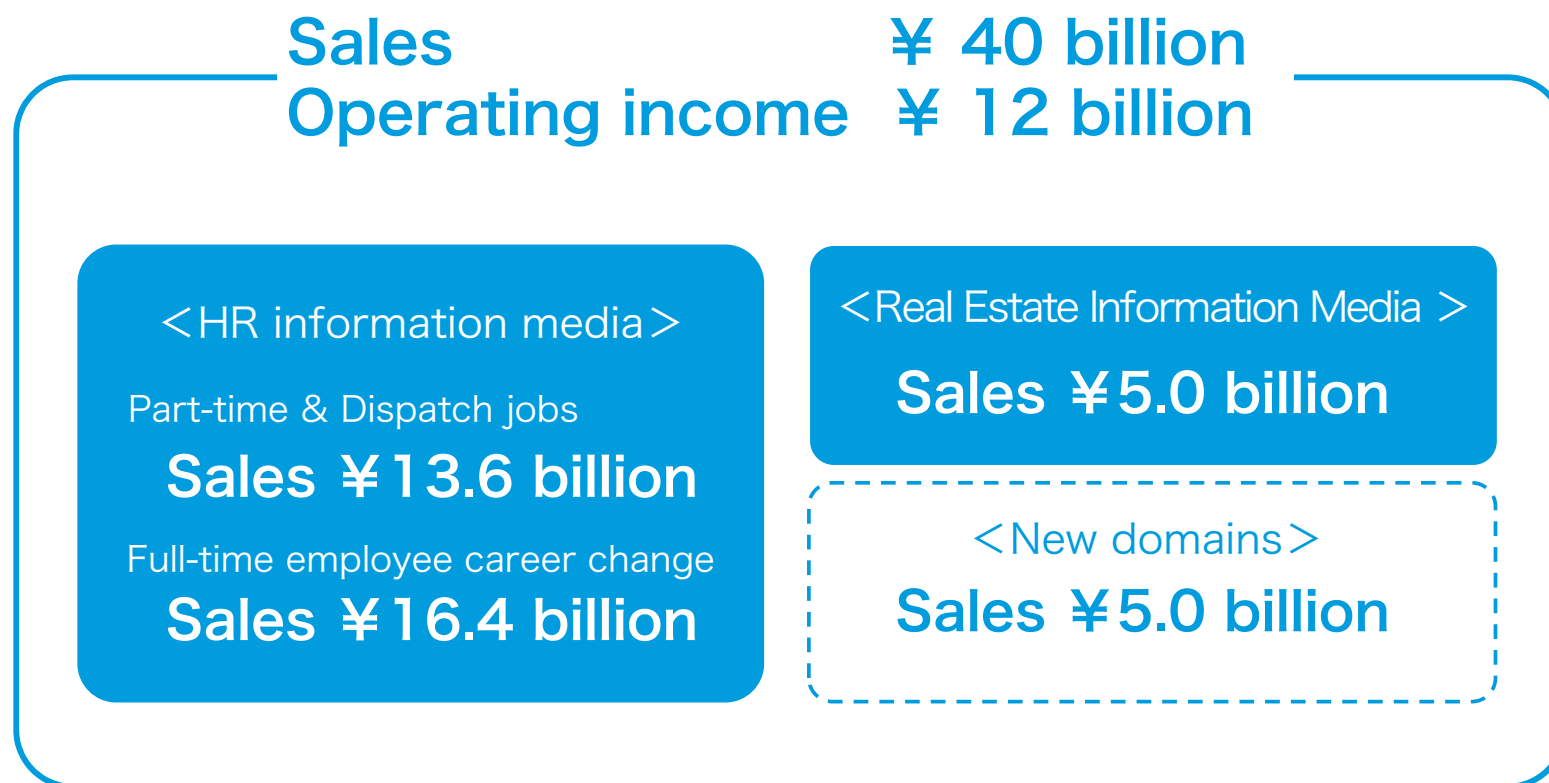 Sales ¥ 40 billion
Operating income ¥ 12 billion
＜HR information media＞
Part-time & Dispatch jobs
Sales ¥13.6 billion
Full-time employee career change
Sales ¥16.4 billion
＜Real Estate Information Media ＞
Sales ¥5.0 billion
＜New domains＞
Sales ¥5.0 billion